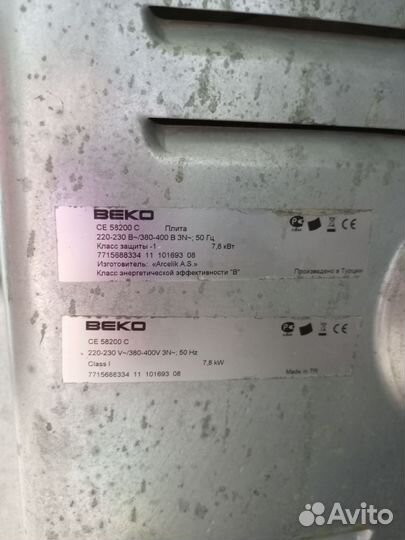 BEKO
CE 58200 C Плита
220-230 В~/380-400 В 3N~; 50 Гц
Класс защиты -1 7,8 кВт
7715688334 11 101693 08
Изготовитель: «Arcelik A.S.»
Класс энергетической эффективности "B" Произведено в Турции
BEKO
CE 58200 C
220-230 V~/380-400V 3N~; 50 Hz
Class I 7,8 kW
7715688334 11 101693 08 Made in TR
Avito